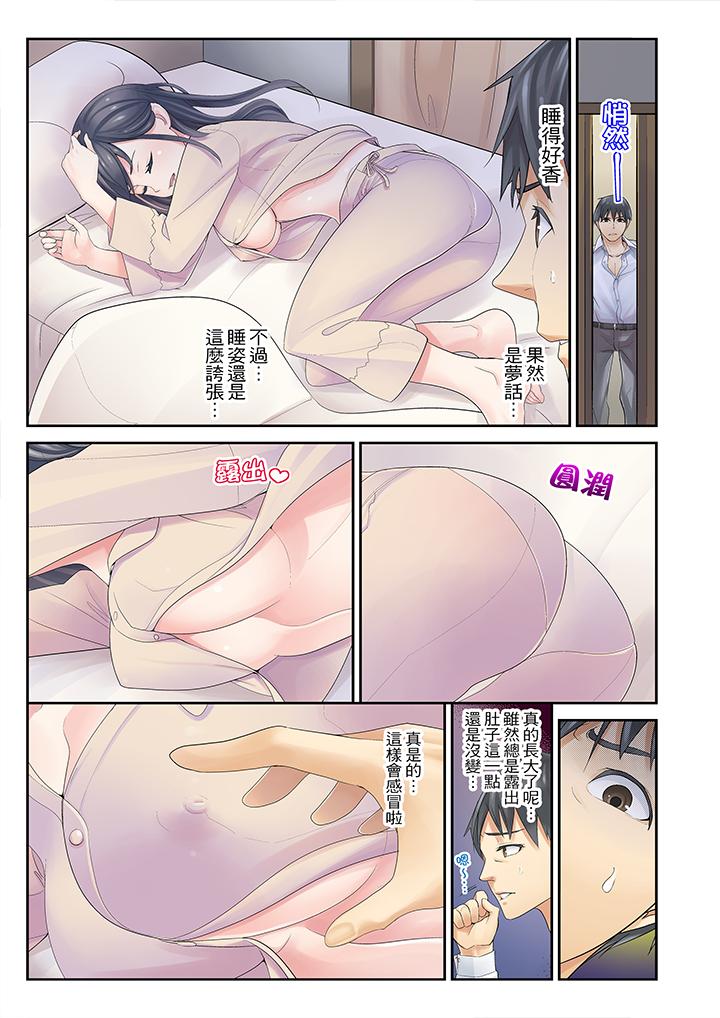 悄然——
睡得好香
果然
是夢話…
不過…
睡姿還是
這麼誇張…
圓潤
露出♡
真的長大了呢…
雖然總是露出
肚子這一點
還是沒變…
嗯～…
真是的…
這樣會感冒啦